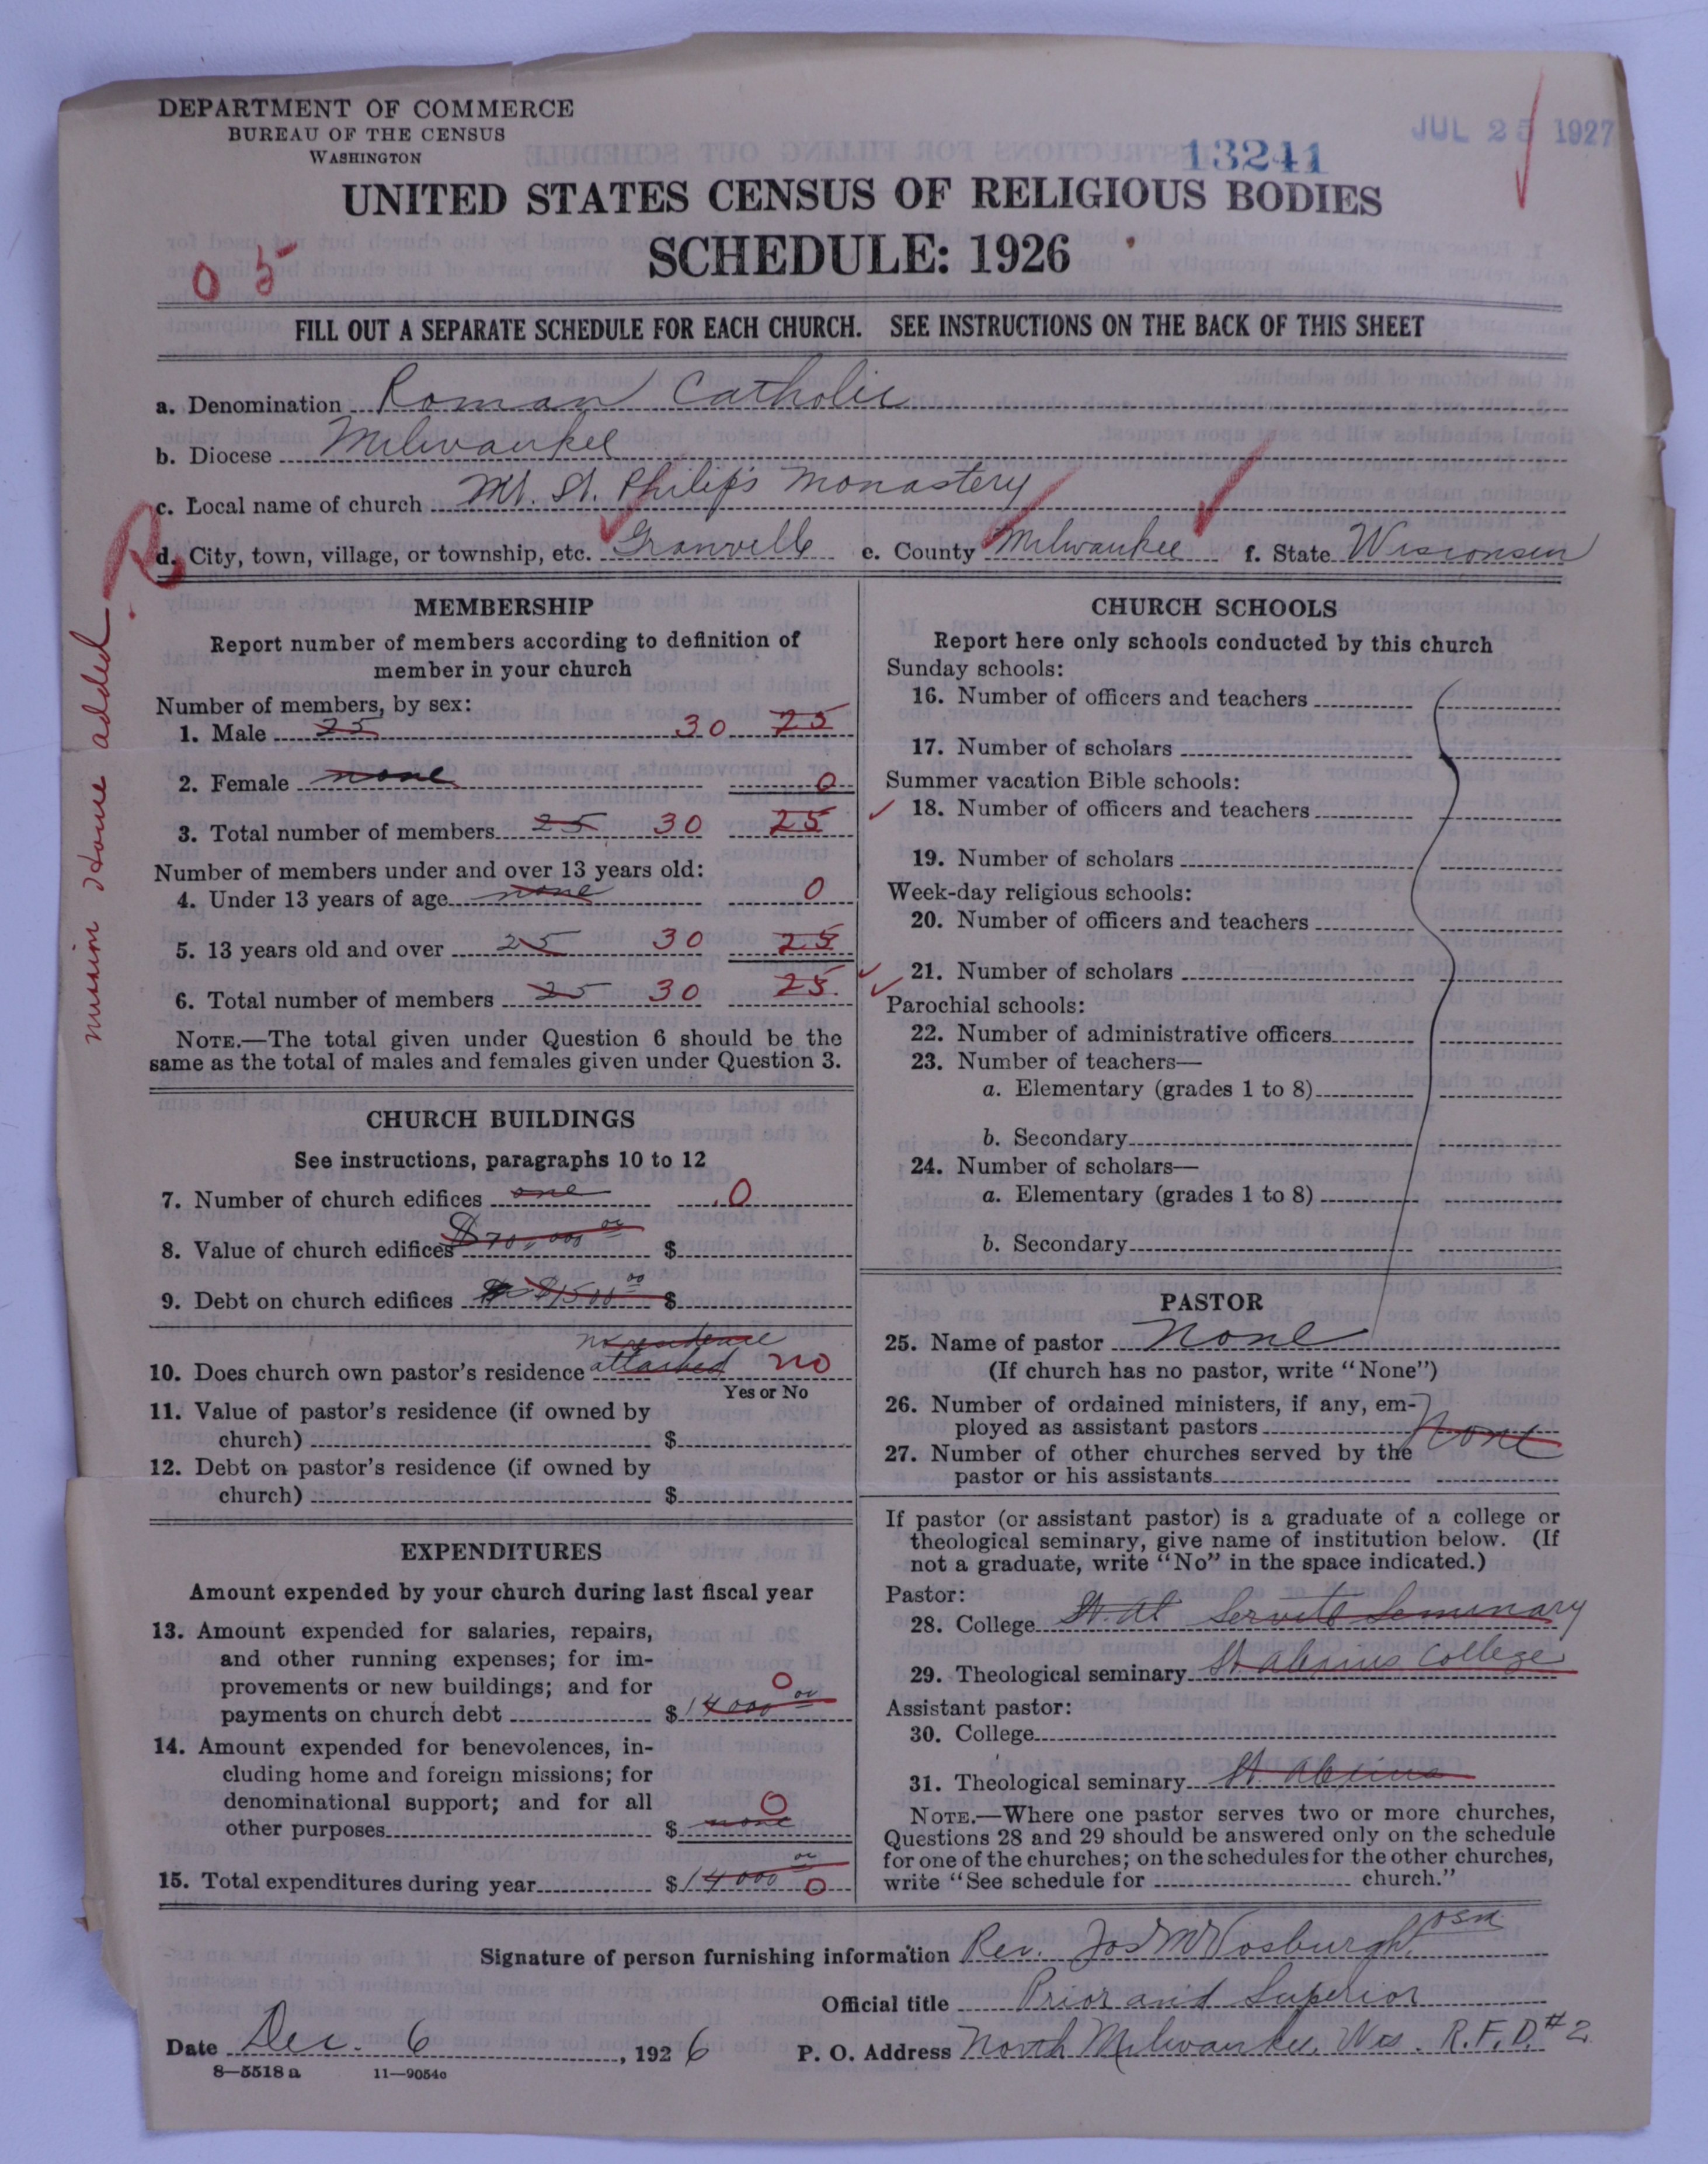 DEPARTMENT OF COMMERCE
BUREAU OF THE CENSUS
WASHINGTON
JUL 25 1927
13241
UNITED STATES CENSUS OF RELIGIOUS BODIES
SCHEDULE: 1926
05
FILL OUT A SEPARATE SCHEDULE FOR EACH CHURCH. SEE INSTRUCTIONS ON THE BACK OF THIS SHEET
a. Denomination Roman Catholic
b. Diocese Milwaukee
c. Local name of church Mt. St. Philip's Monastery
d. City, town, village, or township, etc. Granville e. County Milwaukee f. State Wisconsin
R
mission Home added
MEMBERSHIP
Report number of members according to definition of
member in your church
Number of members, by sex:
1. Male 25 30 25
2. Female none 0
3. Total number of members 25 30 25
Number of members under and over 13 years old:
4. Under 13 years of age none 0
5. 13 years old and over 25 30 25
6. Total number of members 25 30 25
NOTE.—The total given under Question 6 should be the
same as the total of males and females given under Question 3.
CHURCH BUILDINGS
See instructions, paragraphs 10 to 12
7. Number of church edifices one 0
8. Value of church edifices $70,000 00 $
9. Debt on church edifices $1500 00 $
10. Does church own pastor's residence attached no
Yes or No
11. Value of pastor's residence (if owned by
church) $
12. Debt on pastor's residence (if owned by
church) $
EXPENDITURES
Amount expended by your church during last fiscal year
13. Amount expended for salaries, repairs,
and other running expenses; for im-
provements or new buildings; and for 0
payments on church debt $14000 00
14. Amount expended for benevolences, in-
cluding home and foreign missions; for
denominational support; and for all 0
other purposes $ none
15. Total expenditures during year $14000 00 0
CHURCH SCHOOLS
Report here only schools conducted by this church
Sunday schools:
16. Number of officers and teachers
17. Number of scholars
Summer vacation Bible schools:
18. Number of officers and teachers
19. Number of scholars
Week-day religious schools:
20. Number of officers and teachers
21. Number of scholars
Parochial schools:
22. Number of administrative officers
23. Number of teachers—
a. Elementary (grades 1 to 8)
b. Secondary
24. Number of scholars—
a. Elementary (grades 1 to 8)
b. Secondary
PASTOR
25. Name of pastor None
(If church has no pastor, write "None")
26. Number of ordained ministers, if any, em-
ployed as assistant pastors None
27. Number of other churches served by the
pastor or his assistants
If pastor (or assistant pastor) is a graduate of a college or
theological seminary, give name of institution below. (If
not a graduate, write "No" in the space indicated.)
Pastor:
28. College St. Al Servite Seminary
29. Theological seminary St College
Assistant pastor:
30. College
31. Theological seminary St.
NOTE.—Where one pastor serves two or more churches,
Questions 28 and 29 should be answered only on the schedule
for one of the churches; on the schedules for the other churches,
write "See schedule for church."
Signature of person furnishing information Rev. Jos M Vosburgh OSM
Official title Prior and Superior
Date Dec. 6, 1926 P. O. Address North Milwaukee, Wis. R.F.D. #2
8—5518 a 11—9054c